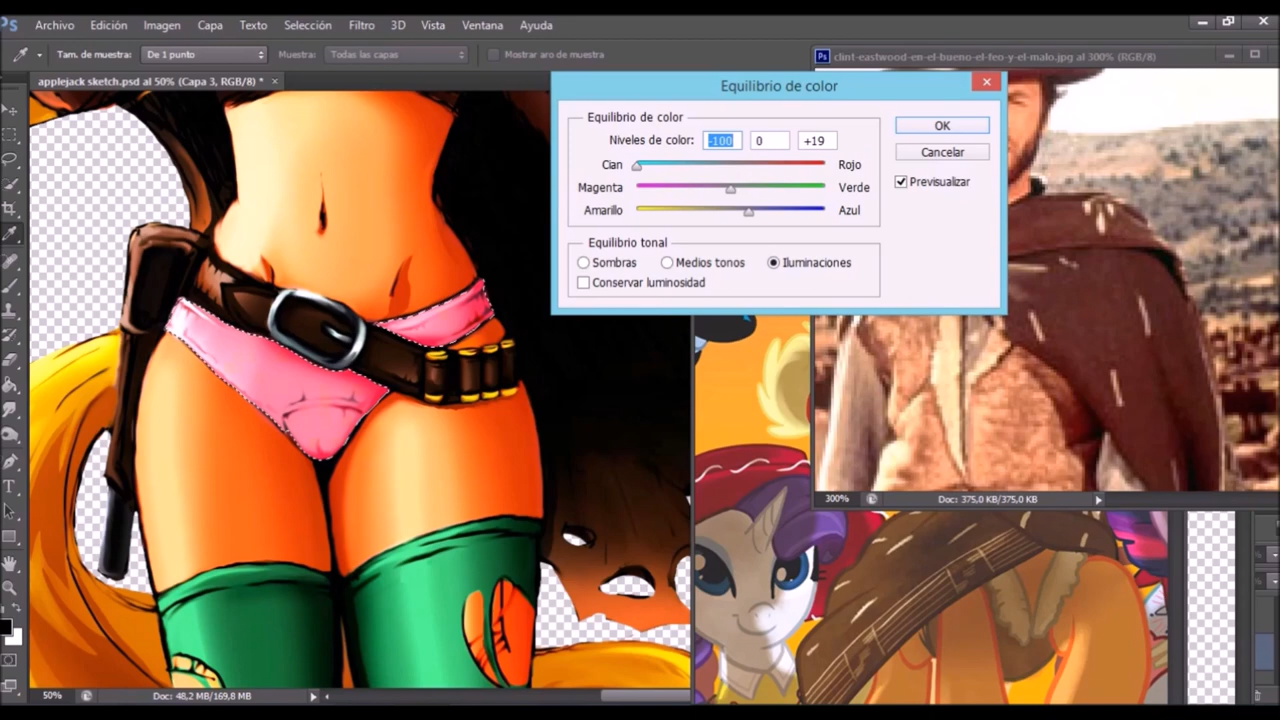 PS Archivo Edición Imagen Capa Texto Selección Filtro 3D Vista Ventana Ayuda
Tam. de muestra: De 1 punto Muestra: Todas las capas Mostrar aro de muestra
Ps clint-eastwood-en-el-bueno-el-feo-y-el-malo.jpg al 300% (RGB/8)
applejack sketch.psd al 50% (Capa 3, RGB/8) *
Equilibrio de color
Equilibrio de color
Niveles de color: -100 0 +19
OK
Cian Rojo
Cancelar
Magenta Verde
Previsualizar
Amarillo Azul
Equilibrio tonal
Sombras Medios tonos Iluminaciones
Conservar luminosidad
300% Doc: 375,0 KB/375,0 KB
50% Doc: 48,2 MB/169,8 MB